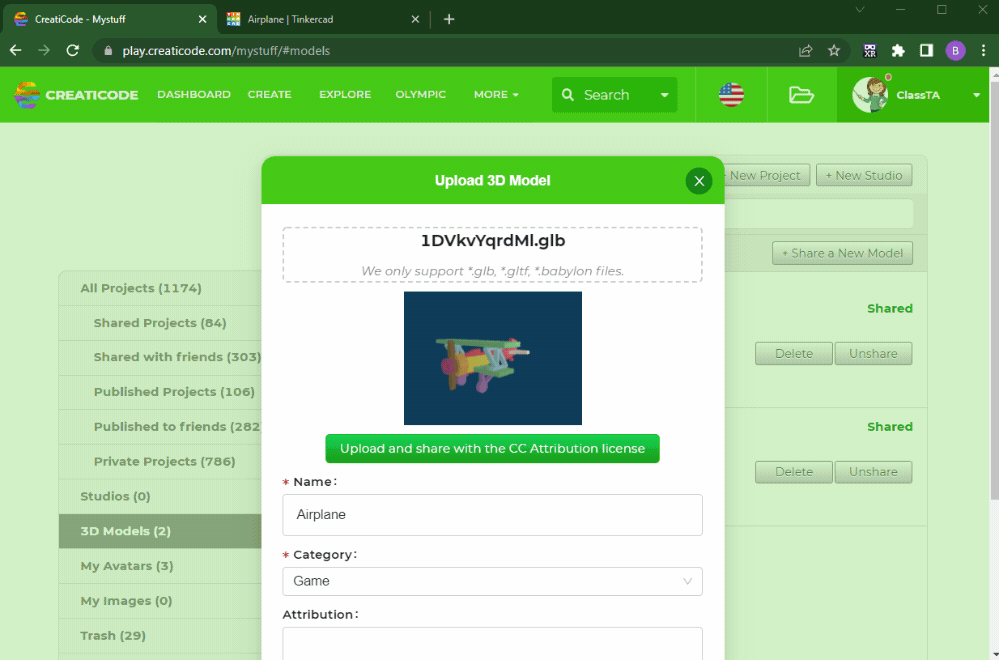 CreatiCode - Mystuff
Airplane | Tinkercad
play.creaticode.com/mystuff/#models
XR
B
CREATICODE
DASHBOARD
CREATE
EXPLORE
OLYMPIC
MORE
Search
ClassTA
Upload 3D Model
New Project
+ New Studio
1DVkvYqrdMl.glb
We only support *.glb, *.gltf, *.babylon files.
+ Share a New Model
All Projects (1174)
Shared Projects (84)
Shared with friends (303)
Published Projects (106)
Published to friends (282
Private Projects (786)
Studios (0)
3D Models (2)
My Avatars (3)
My Images (0)
Trash (29)
Shared
Delete
Unshare
Shared
Delete
Unshare
Upload and share with the CC Attribution license
* Name:
Airplane
* Category:
Game
Attribution: